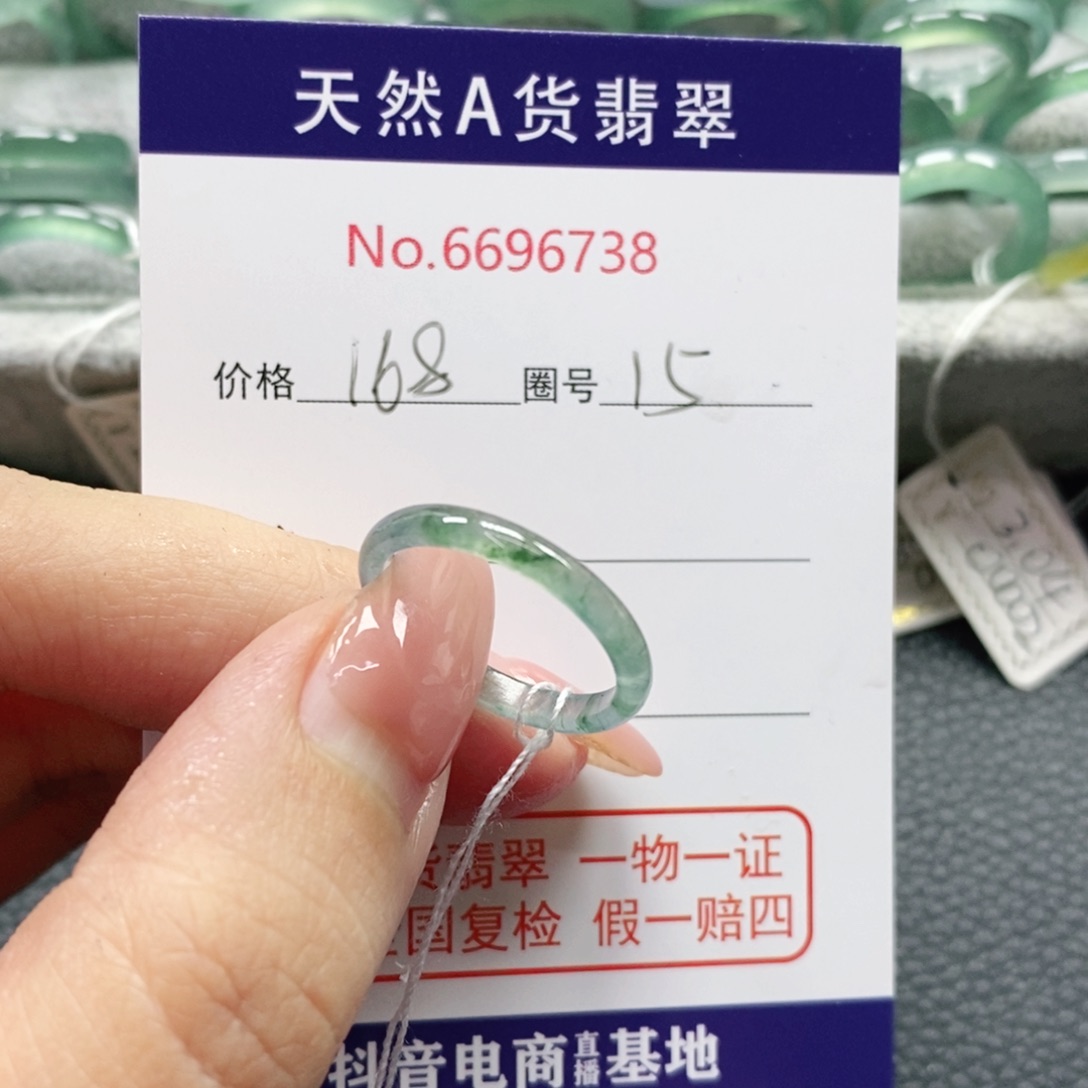 天然A货翡翠
No.6696738
价格 168 圈号 15
货翡翠 一物一证
国复检 假一赔四
抖音电商直播基地